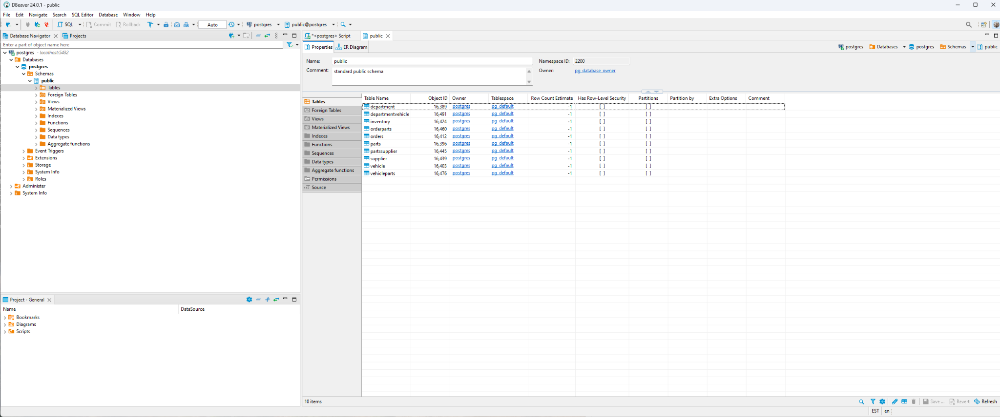 DBeaver 24.0.1 - public
File Edit Navigate Search SQL Editor Database Window Help
SQL Commit Rollback Auto postgres public@postgres
Database Navigator Projects
Enter a part of object name here
postgres - localhost:5432
Databases
postgres
Schemas
public
Tables
Foreign Tables
Views
Materialized Views
Indexes
Functions
Sequences
Data types
Aggregate functions
Event Triggers
Extensions
Storage
System Info
Roles
Administer
System Info
Project - General
Name DataSource
Bookmarks
Diagrams
Scripts
*<postgres> Script public
Properties ER Diagram postgres Databases postgres Schemas public
Name: public Namespace ID: 2200
Comment: standard public schema Owner: pg_database_owner
Tables
Foreign Tables
Views
Materialized Views
Indexes
Functions
Sequences
Data types
Aggregate functions
Permissions
Source
Table Name Object ID Owner Tablespace Row Count Estimate Has Row-Level Security Partitions Partition by Extra Options Comment
department 16,389 postgres pg_default -1 [ ] [ ]
departmentvehicle 16,491 postgres pg_default -1 [ ] [ ]
inventory 16,424 postgres pg_default -1 [ ] [ ]
orderparts 16,460 postgres pg_default -1 [ ] [ ]
orders 16,412 postgres pg_default -1 [ ] [ ]
parts 16,396 postgres pg_default -1 [ ] [ ]
partssupplier 16,445 postgres pg_default -1 [ ] [ ]
supplier 16,439 postgres pg_default -1 [ ] [ ]
vehicle 16,403 postgres pg_default -1 [ ] [ ]
vehicleparts 16,476 postgres pg_default -1 [ ] [ ]
10 items Save ... Revert Refresh
EST en